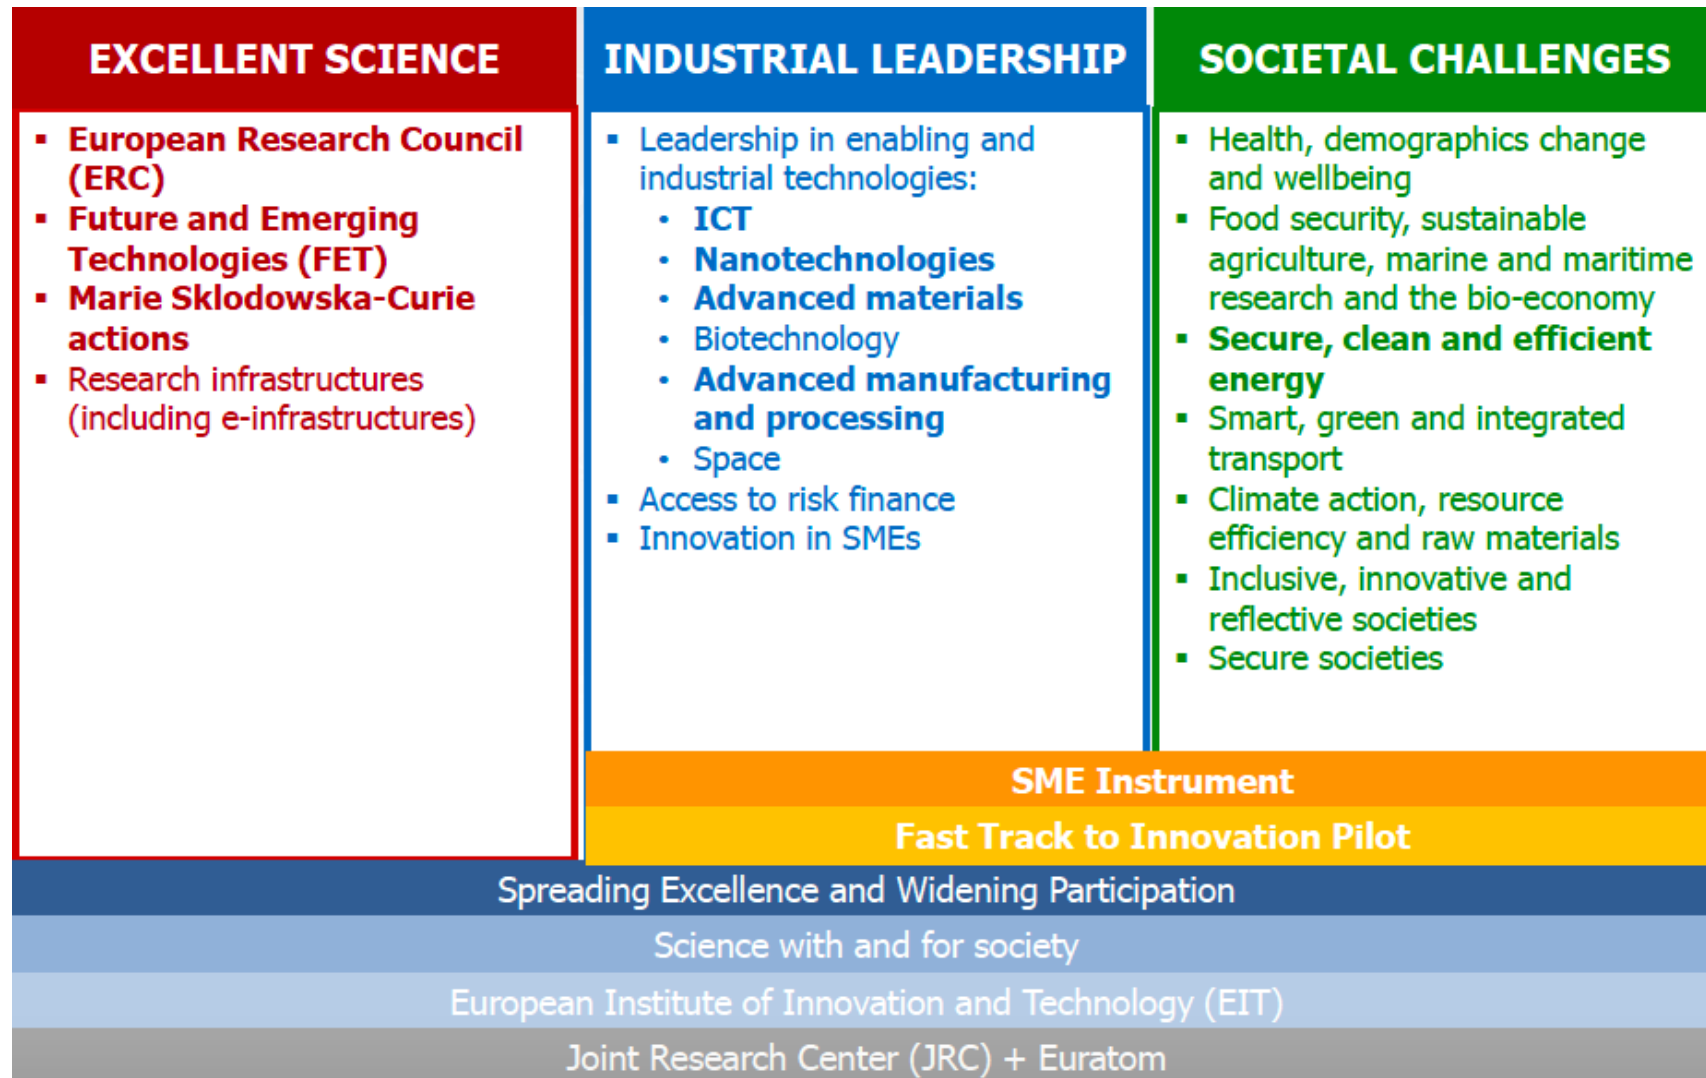 EXCELLENT SCIENCE
▪ European Research Council
(ERC)
▪ Future and Emerging
Technologies (FET)
▪ Marie Sklodowska-Curie
actions
▪ Research infrastructures
(including e-infrastructures)
INDUSTRIAL LEADERSHIP
▪ Leadership in enabling and
industrial technologies:
• ICT
• Nanotechnologies
• Advanced materials
• Biotechnology
• Advanced manufacturing
and processing
• Space
▪ Access to risk finance
▪ Innovation in SMEs
SOCIETAL CHALLENGES
▪ Health, demographics change
and wellbeing
▪ Food security, sustainable
agriculture, marine and maritime
research and the bio-economy
▪ Secure, clean and efficient
energy
▪ Smart, green and integrated
transport
▪ Climate action, resource
efficiency and raw materials
▪ Inclusive, innovative and
reflective societies
▪ Secure societies
SME Instrument
Fast Track to Innovation Pilot
Spreading Excellence and Widening Participation
Science with and for society
European Institute of Innovation and Technology (EIT)
Joint Research Center (JRC) + Euratom